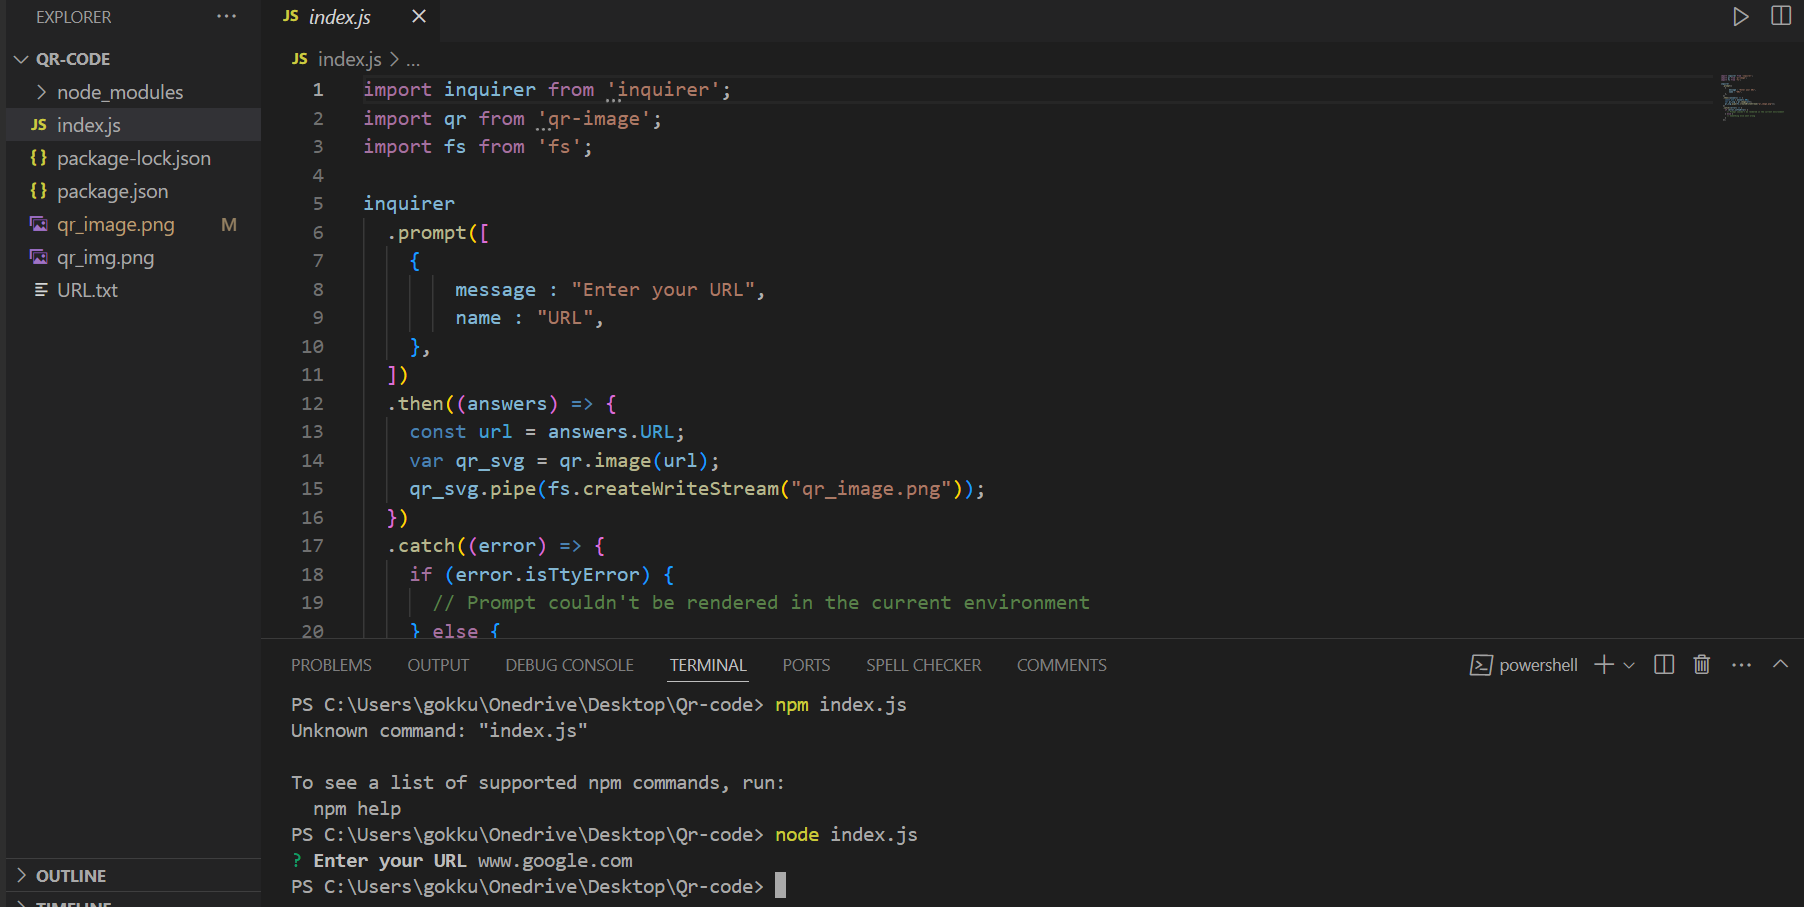 EXPLORER
QR-CODE
node_modules
JS index.js
{} package-lock.json
{} package.json
qr_image.png M
qr_img.png
URL.txt
OUTLINE
TIMELINE
JS index.js
JS index.js > ...
1 import inquirer from 'inquirer';
2 import qr from 'qr-image';
3 import fs from 'fs';
4
5 inquirer
6 .prompt([
7 {
8 message : "Enter your URL",
9 name : "URL",
10 },
11 ])
12 .then((answers) => {
13 const url = answers.URL;
14 var qr_svg = qr.image(url);
15 qr_svg.pipe(fs.createWriteStream("qr_image.png"));
16 })
17 .catch((error) => {
18 if (error.isTtyError) {
19 // Prompt couldn't be rendered in the current environment
20 } else {
PROBLEMS OUTPUT DEBUG CONSOLE TERMINAL PORTS SPELL CHECKER COMMENTS powershell
PS C:\Users\gokku\Onedrive\Desktop\Qr-code> npm index.js
Unknown command: "index.js"
To see a list of supported npm commands, run:
npm help
PS C:\Users\gokku\Onedrive\Desktop\Qr-code> node index.js
? Enter your URL www.google.com
PS C:\Users\gokku\Onedrive\Desktop\Qr-code>